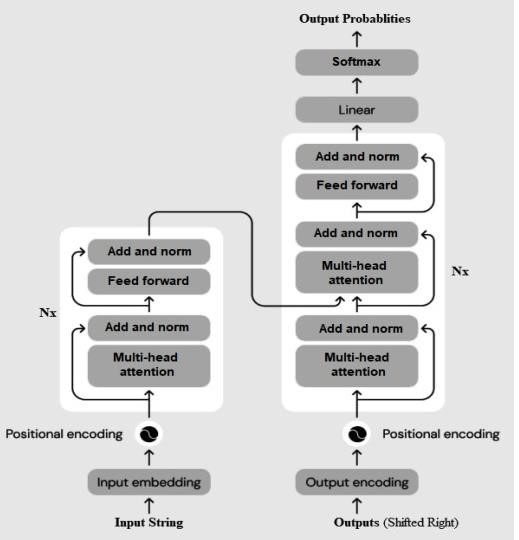 Output Probablities
Softmax
Linear
Add and norm
Feed forward
Add and norm
Multi-head
attention
Nx
Add and norm
Multi-head
attention
Positional encoding
Output encoding
Outputs (Shifted Right)
Add and norm
Feed forward
Nx
Add and norm
Multi-head
attention
Positional encoding
Input embedding
Input String